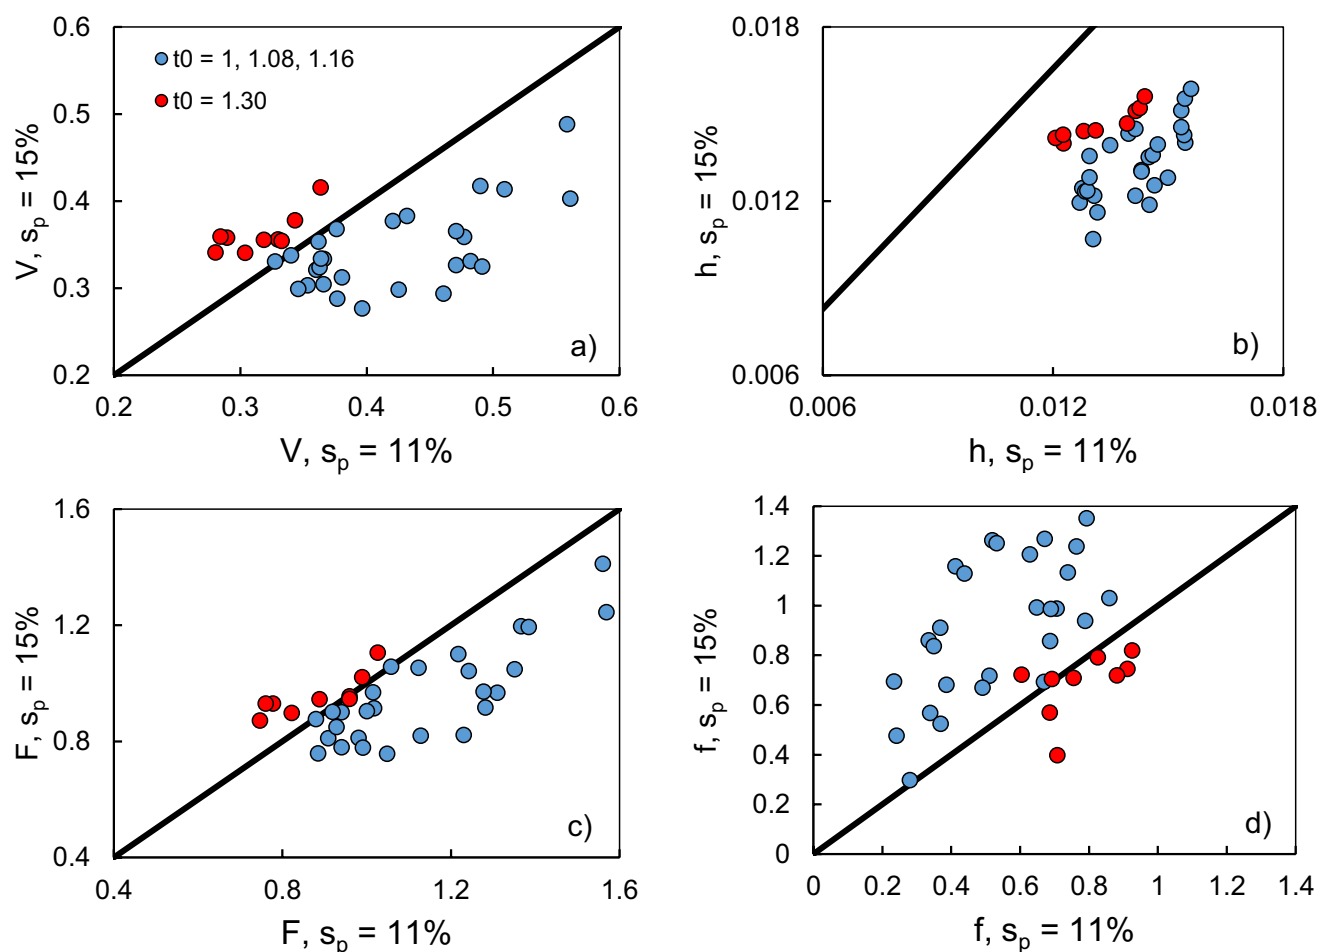 0.6
0.5
0.4
0.3
0.2
0.2
0.3
0.4
0.5
0.6
V, sp = 15%
V, sp = 11%
t0 = 1, 1.08, 1.16
t0 = 1.30
a)
0.018
0.012
0.006
0.006
0.012
0.018
h, sp = 15%
h, sp = 11%
b)
1.6
1.2
0.8
0.4
0.4
0.8
1.2
1.6
F, sp = 15%
F, sp = 11%
c)
1.4
1.2
1
0.8
0.6
0.4
0.2
0
0
0.2
0.4
0.6
0.8
1
1.2
1.4
f, sp = 15%
f, sp = 11%
d)